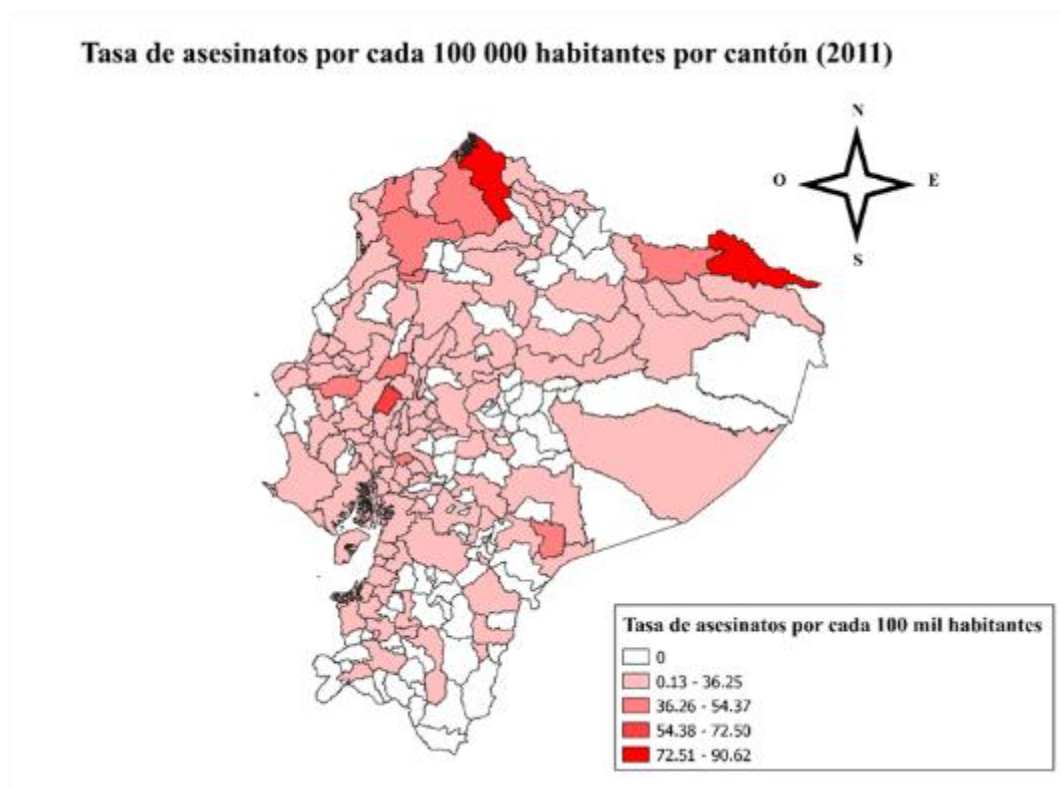 Tasa de asesinatos por cada 100 000 habitantes por cantón (2011)
N
O
E
S
Tasa de asesinatos por cada 100 mil habitantes
0
0.13 - 36.25
36.26 - 54.37
54.38 - 72.50
72.51 - 90.62